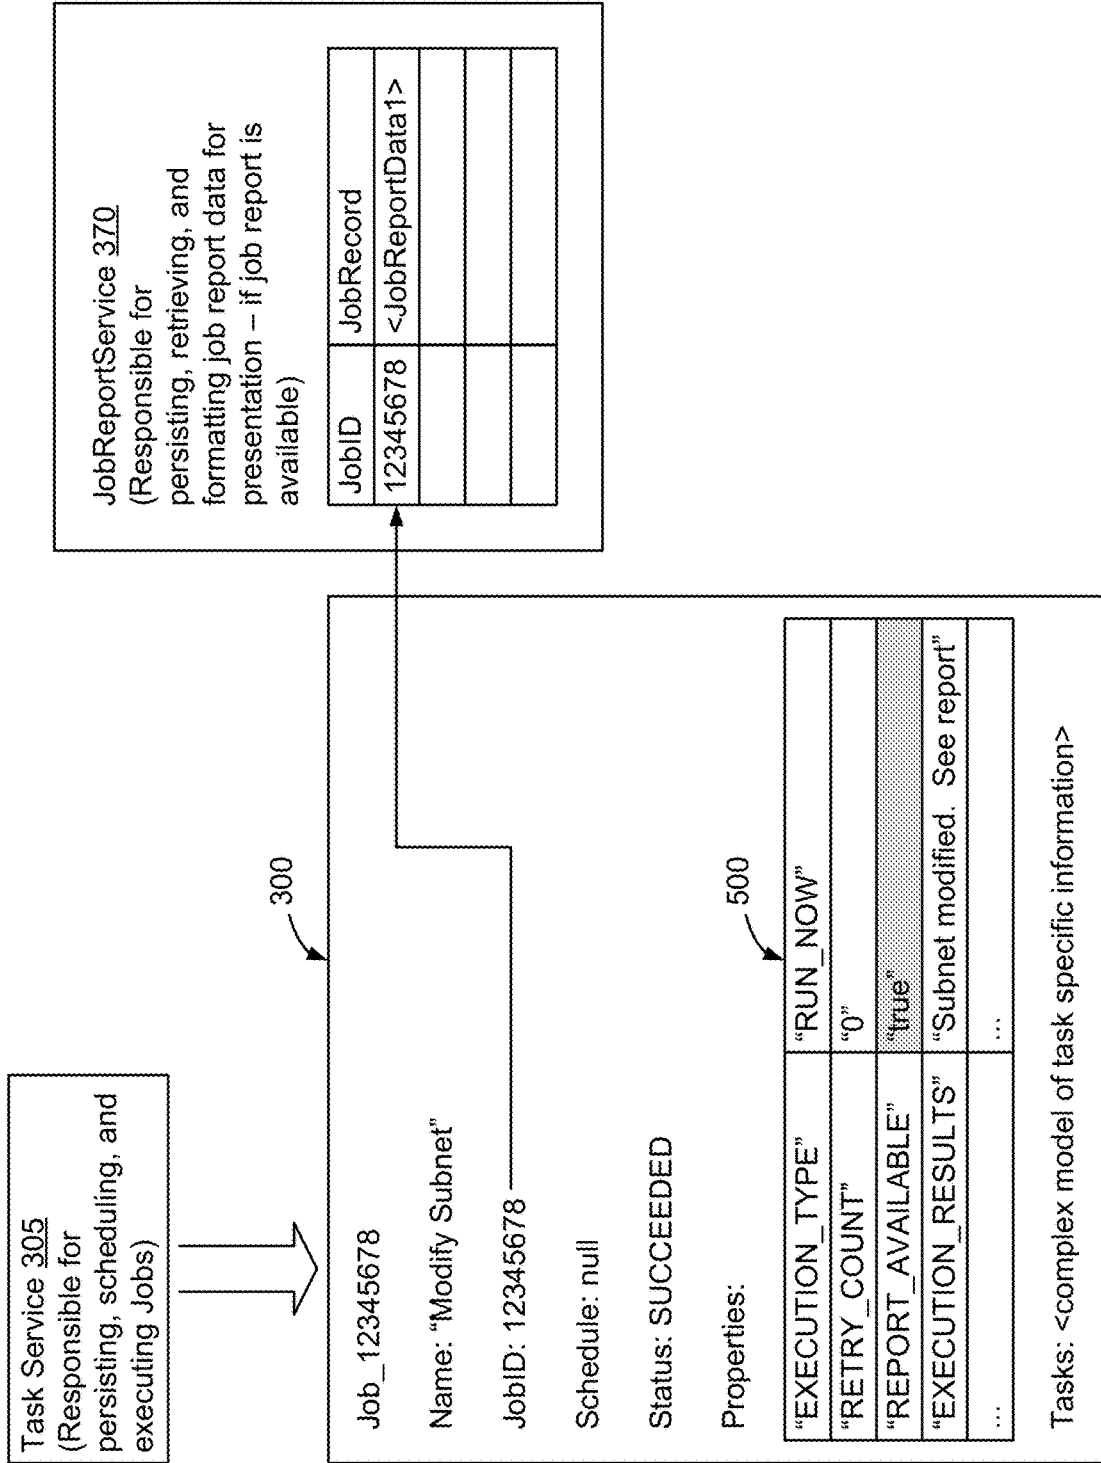 Task Service 305
(Responsible for
persisting, scheduling, and
executing Jobs)
JobReportService 370
(Responsible for
persisting, retrieving, and
formatting job report data for
presentation – if job report is
available)
JobID JobRecord
12345678 <JobReportData1>
300
Job_12345678
Name: “Modify Subnet”
JobID: 12345678
Schedule: null
Status: SUCCEEDED
Properties:
500
“EXECUTION_TYPE” “RUN_NOW”
“RETRY_COUNT” “0”
“REPORT_AVAILABLE” “true”
“EXECUTION_RESULTS” “Subnet modified. See report”
... ...
Tasks: <complex model of task specific information>